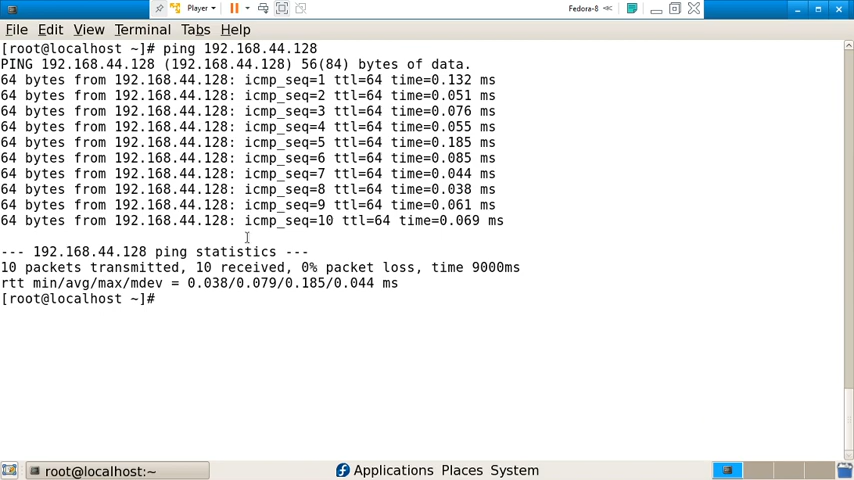 Player Fedora-8
File Edit View Terminal Tabs Help
[root@localhost ~]# ping 192.168.44.128
PING 192.168.44.128 (192.168.44.128) 56(84) bytes of data.
64 bytes from 192.168.44.128: icmp_seq=1 ttl=64 time=0.132 ms
64 bytes from 192.168.44.128: icmp_seq=2 ttl=64 time=0.051 ms
64 bytes from 192.168.44.128: icmp_seq=3 ttl=64 time=0.076 ms
64 bytes from 192.168.44.128: icmp_seq=4 ttl=64 time=0.055 ms
64 bytes from 192.168.44.128: icmp_seq=5 ttl=64 time=0.185 ms
64 bytes from 192.168.44.128: icmp_seq=6 ttl=64 time=0.085 ms
64 bytes from 192.168.44.128: icmp_seq=7 ttl=64 time=0.044 ms
64 bytes from 192.168.44.128: icmp_seq=8 ttl=64 time=0.038 ms
64 bytes from 192.168.44.128: icmp_seq=9 ttl=64 time=0.061 ms
64 bytes from 192.168.44.128: icmp_seq=10 ttl=64 time=0.069 ms
--- 192.168.44.128 ping statistics ---
10 packets transmitted, 10 received, 0% packet loss, time 9000ms
rtt min/avg/max/mdev = 0.038/0.079/0.185/0.044 ms
[root@localhost ~]#
root@localhost:~ Applications Places System